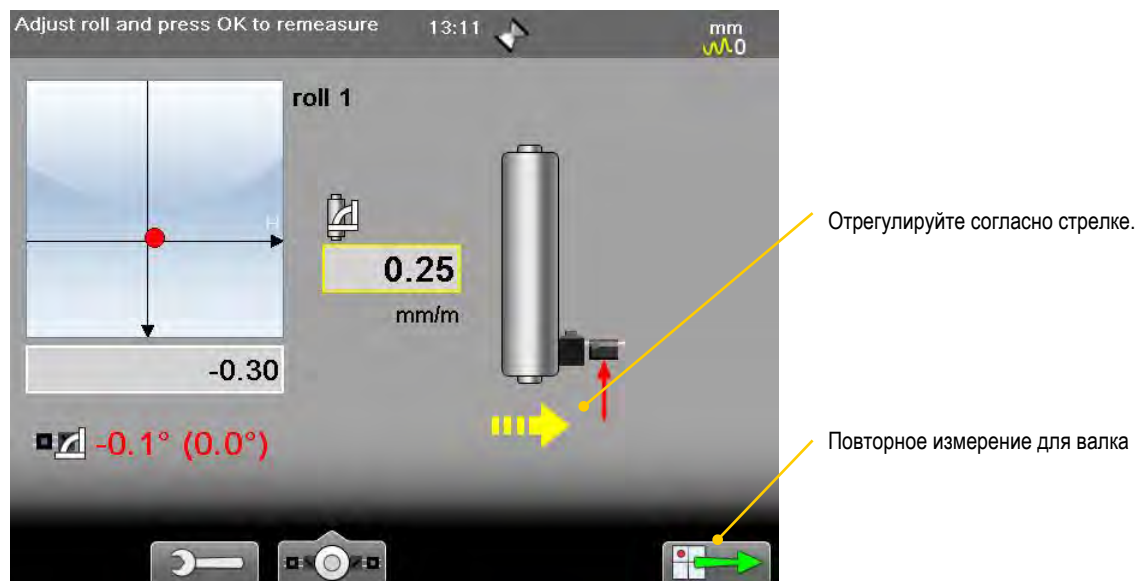 Adjust roll and press OK to remeasure 13:11 mm
0
roll 1
H
0.25
mm/m
-0.30
-0.1° (0.0°)
Отрегулируйте согласно стрелке.
Повторное измерение для валка